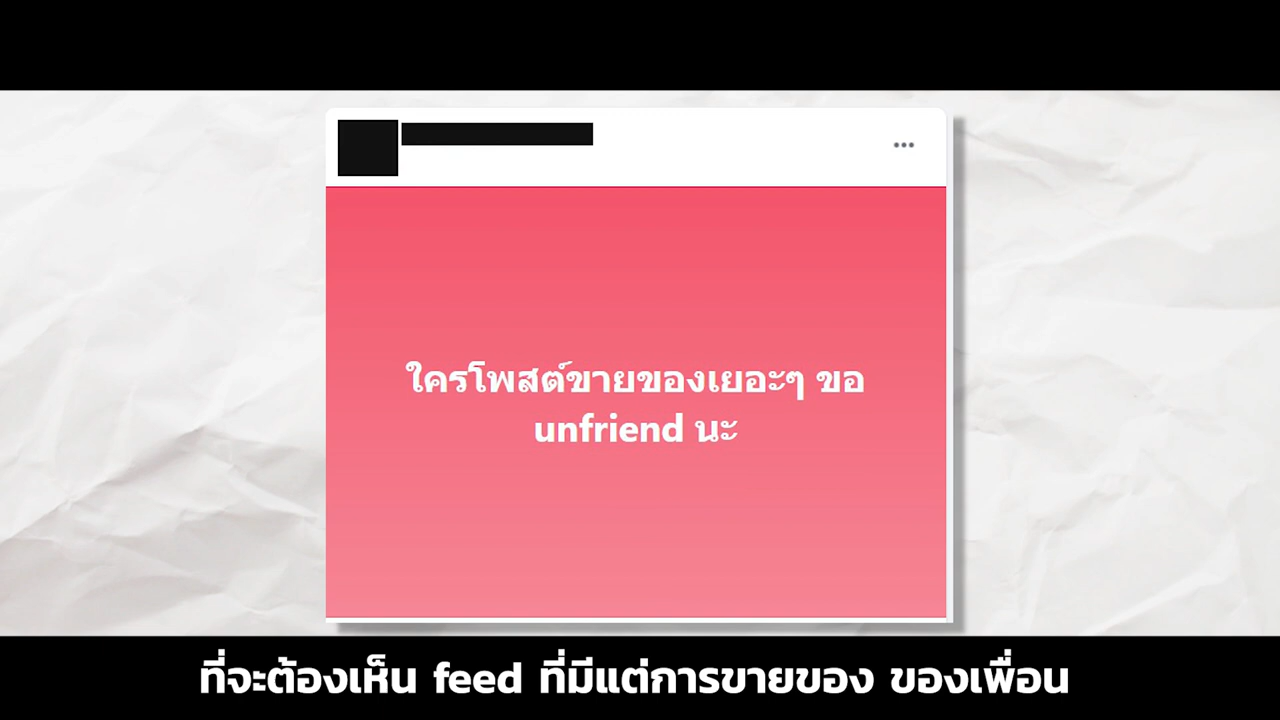 ใครโพสต์ขายของเยอะๆ ขอ
unfriend นะ
ที่จะต้องเห็น feed ที่มีแต่การขายของ ของเพื่อน